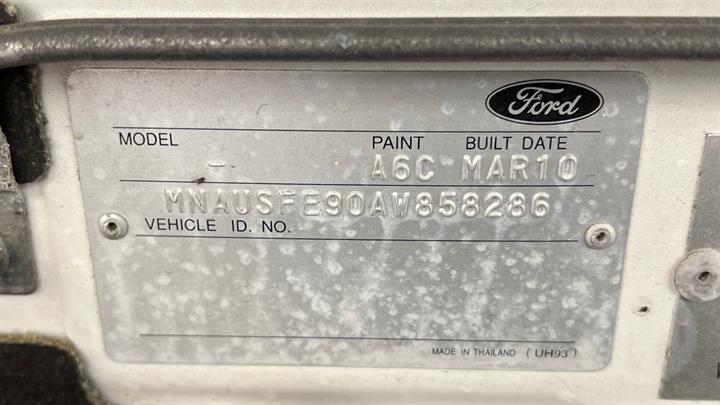 Ford
MODEL PAINT BUILT DATE
- A6C MAR10
MNAUSFE90AW858286
VEHICLE ID. NO.
MADE IN THAILAND (UH93)